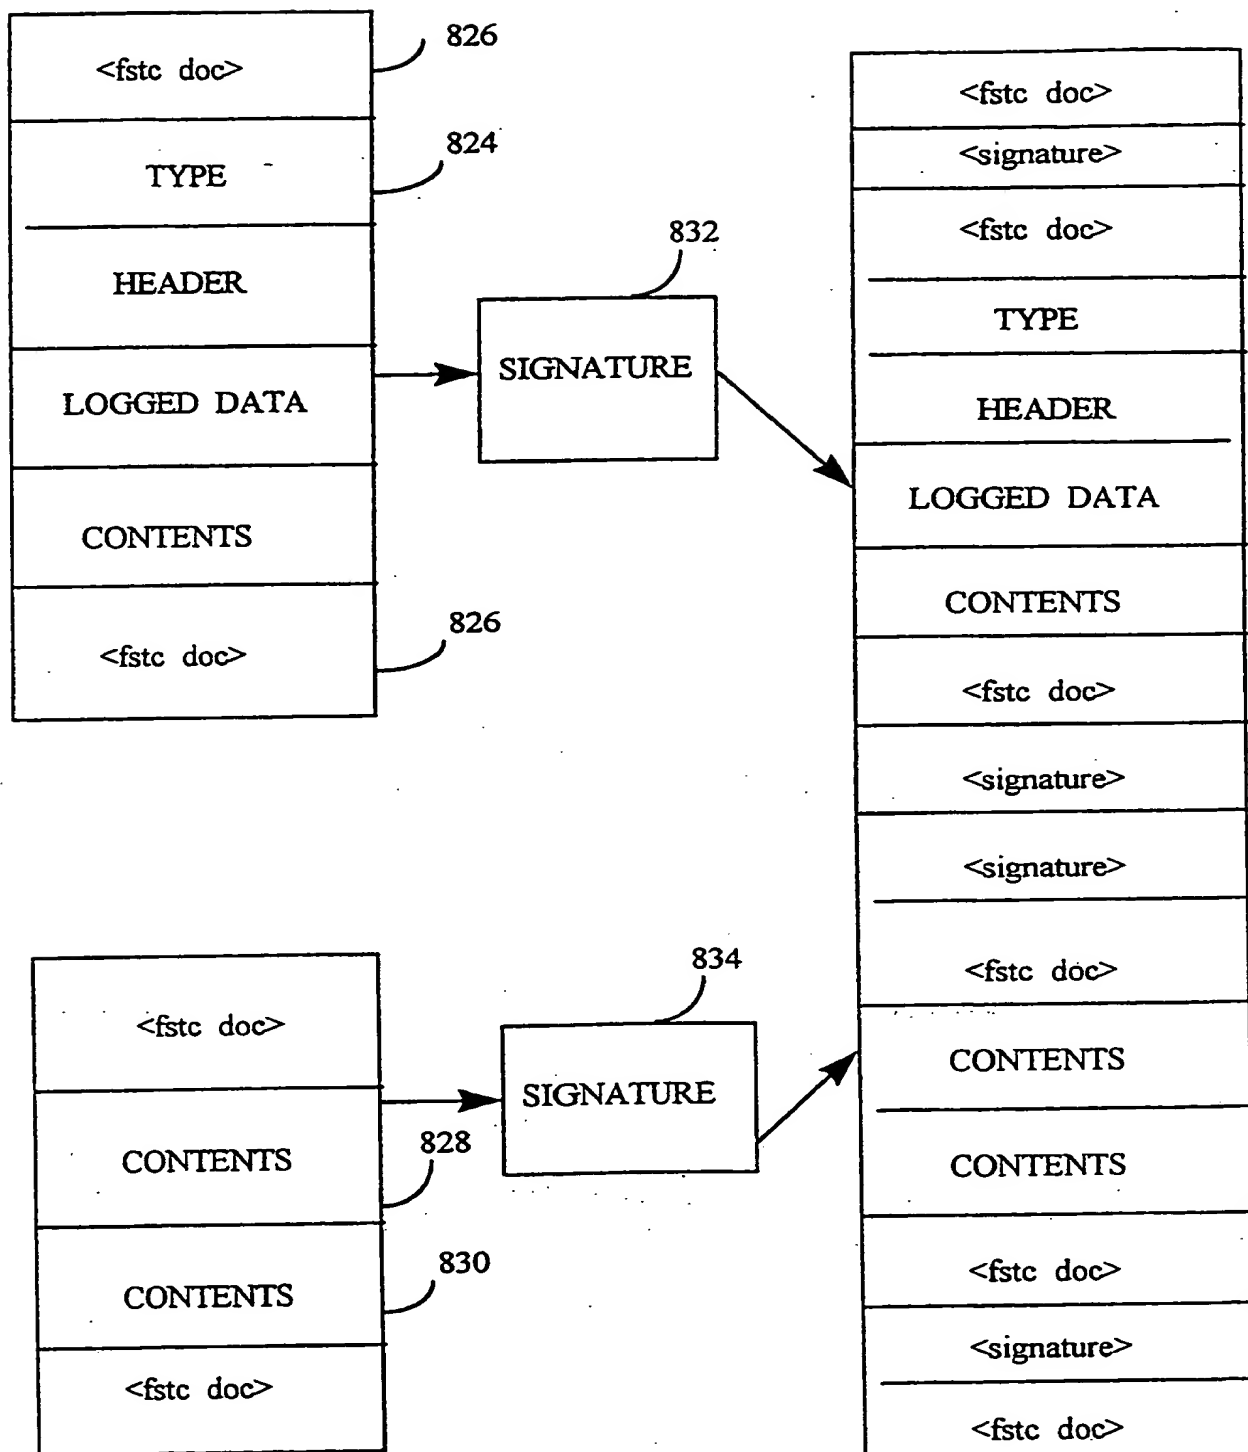 <fstc doc>
826
TYPE
824
HEADER
LOGGED DATA
CONTENTS
<fstc doc>
826
SIGNATURE
832
<fstc doc>
CONTENTS
828
CONTENTS
830
<fstc doc>
SIGNATURE
834
<fstc doc>
<signature>
<fstc doc>
TYPE
HEADER
LOGGED DATA
CONTENTS
<fstc doc>
<signature>
<signature>
<fstc doc>
CONTENTS
CONTENTS
<fstc doc>
<signature>
<fstc doc>